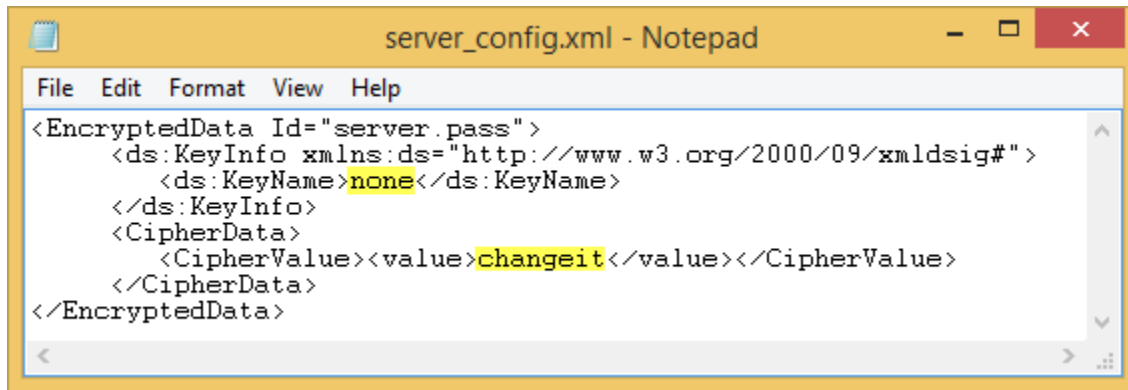 server_config.xml - Notepad
File Edit Format View Help
<EncryptedData Id="server.pass">
<ds:KeyInfo xmlns:ds="http://www.w3.org/2000/09/xmldsig#">
<ds:KeyName>none</ds:KeyName>
</ds:KeyInfo>
<CipherData>
<CipherValue><value>changeit</value></CipherValue>
</CipherData>
</EncryptedData>